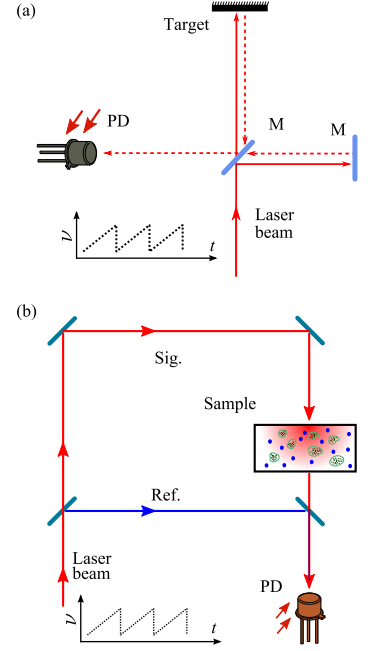 (a)
Target
PD
M
M
Laser
beam
ν
t
(b)
Sig.
Sample
Ref.
Laser
beam
PD
ν
t